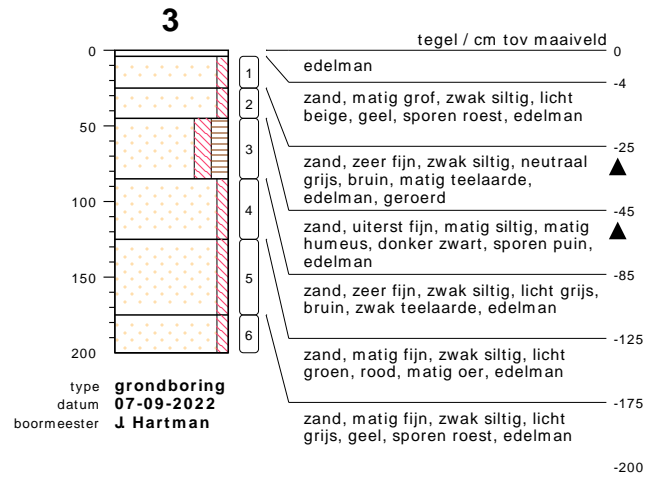 3
tegel / cm tov maaiveld
0
0
edelman
-4
1
zand, matig grof, zwak siltig, licht
beige, geel, sporen roest, edelman
2
50
-25
zand, zeer fijn, zwak siltig, neutraal
grijs, bruin, matig teelaarde,
edelman, geroerd
3
-45
100
zand, uiterst fijn, matig siltig, matig
humeus, donker zwart, sporen puin,
edelman
4
-85
150
zand, zeer fijn, zwak siltig, licht grijs,
bruin, zwak teelaarde, edelman
5
-125
200
zand, matig fijn, zwak siltig, licht
groen, rood, matig oer, edelman
6
-175
zand, matig fijn, zwak siltig, licht
grijs, geel, sporen roest, edelman
-200
type grondboring
datum 07-09-2022
boormeester J. Hartman